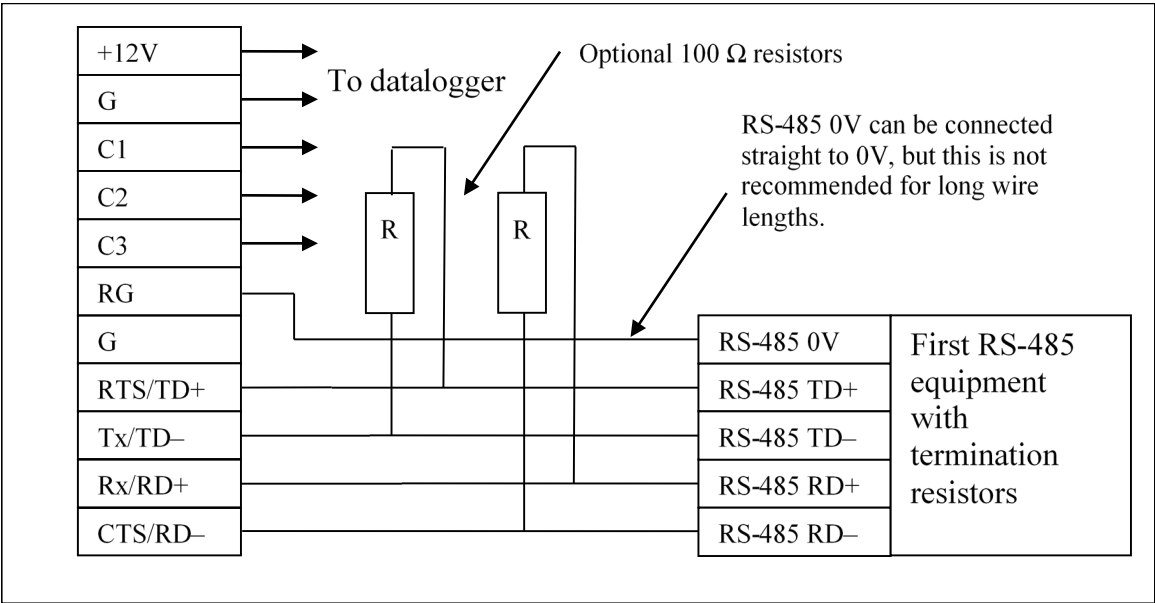 +12V
G
C1
C2
C3
RG
G
RTS/TD+
Tx/TD–
Rx/RD+
CTS/RD–
To datalogger
Optional 100 Ω resistors
RS-485 0V can be connected
straight to 0V, but this is not
recommended for long wire
lengths.
R
R
RS-485 0V
RS-485 TD+
RS-485 TD–
RS-485 RD+
RS-485 RD–
First RS-485
equipment
with
termination
resistors